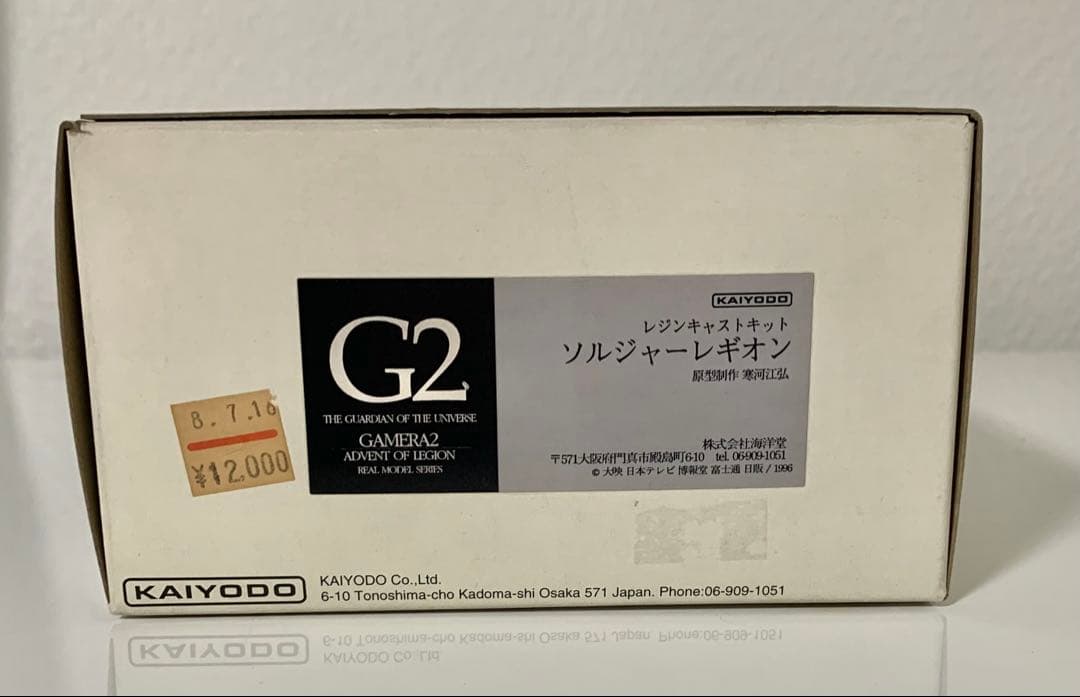 G2
THE GUARDIAN OF THE UNIVERSE
GAMERA2
ADVENT OF LEGION
REAL MODEL SERIES
KAIYODO
レジンキャストキット
ソルジャーレギオン
原型制作 寒河江弘
株式会社海洋堂
〒571大阪府門真市殿島町6-10 tel. 06-909-1051
© 大映 日本テレビ 博報堂 富士通 日販 / 1996
8.7.16
¥12,000
KAIYODO
KAIYODO Co.,Ltd.
6-10 Tonoshima-cho Kadoma-shi Osaka 571 Japan. Phone:06-909-1051